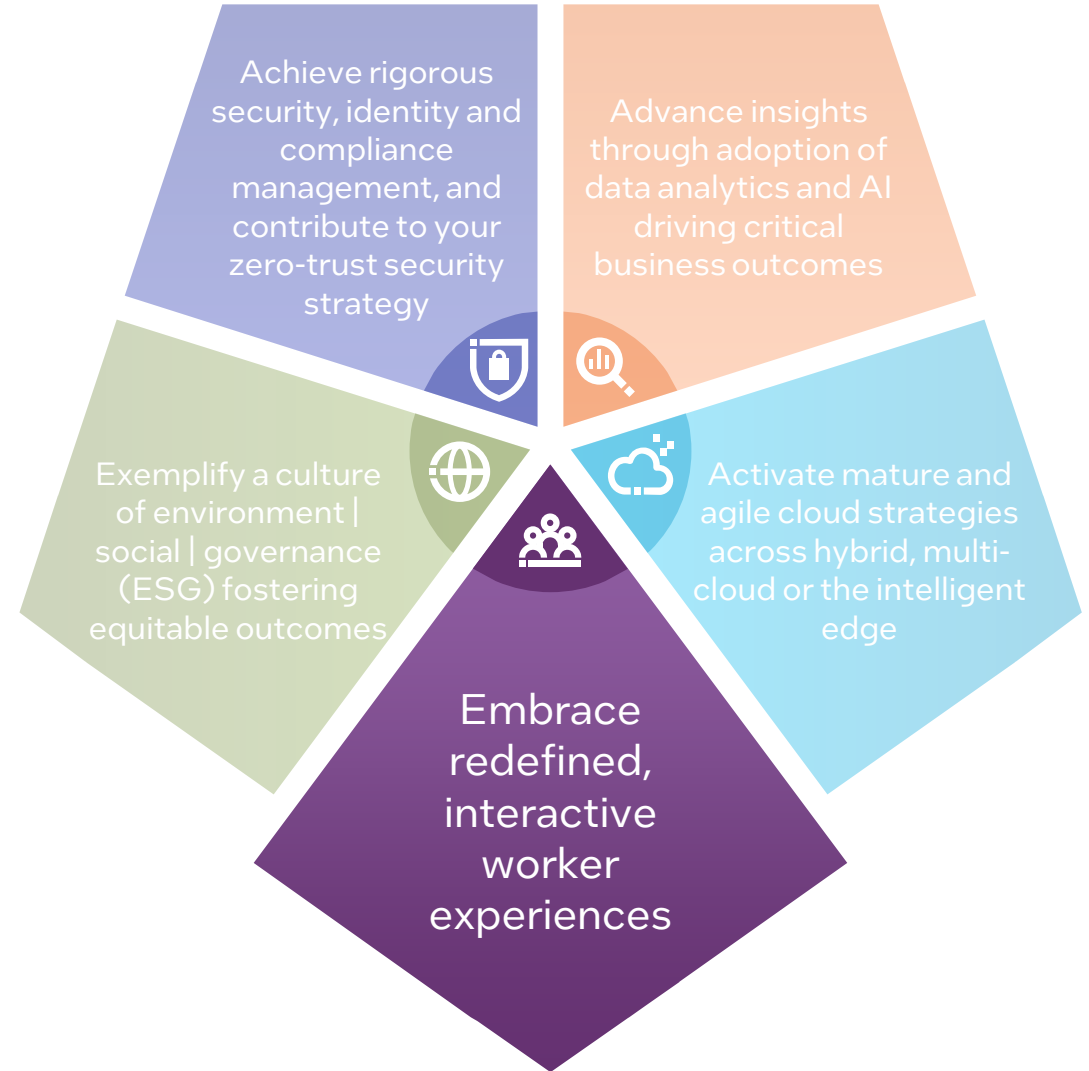 Achieve rigorous
security, identity and
compliance
management, and
contribute to your
zero-trust security
strategy
Advance insights
through adoption of
data analytics and AI
driving critical
business outcomes
Exemplify a culture
of environment |
social | governance
(ESG) fostering
equitable outcomes
Activate mature and
agile cloud strategies
across hybrid, multi-
cloud or the intelligent
edge
Embrace
redefined,
interactive
worker
experiences